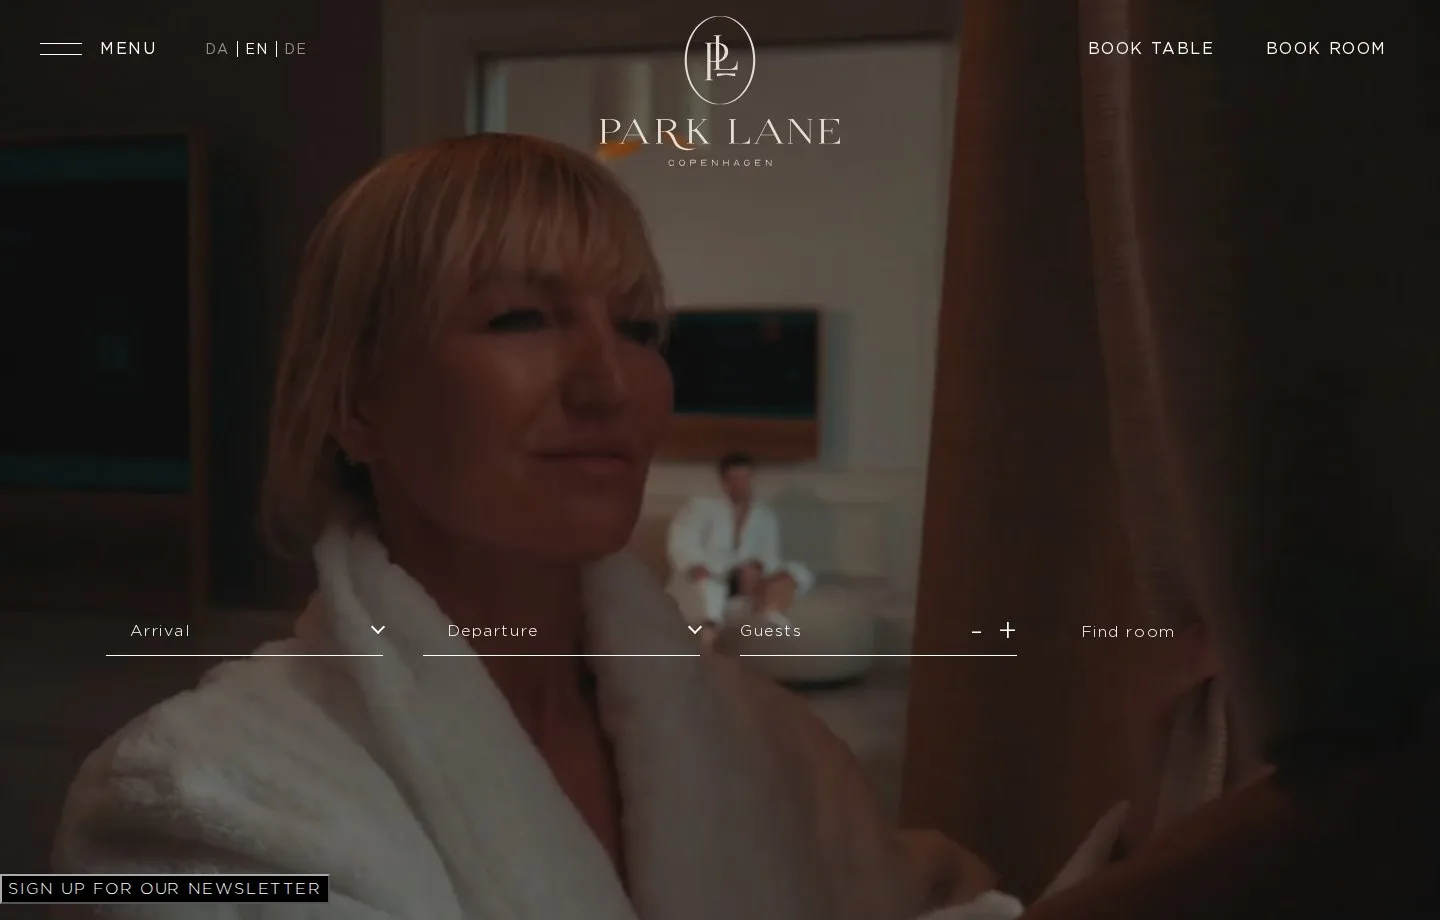 MENU
DA | EN | DE
PL
PARK LANE
COPENHAGEN
BOOK TABLE
BOOK ROOM
Arrival
Departure
Guests
- +
Find room
SIGN UP FOR OUR NEWSLETTER